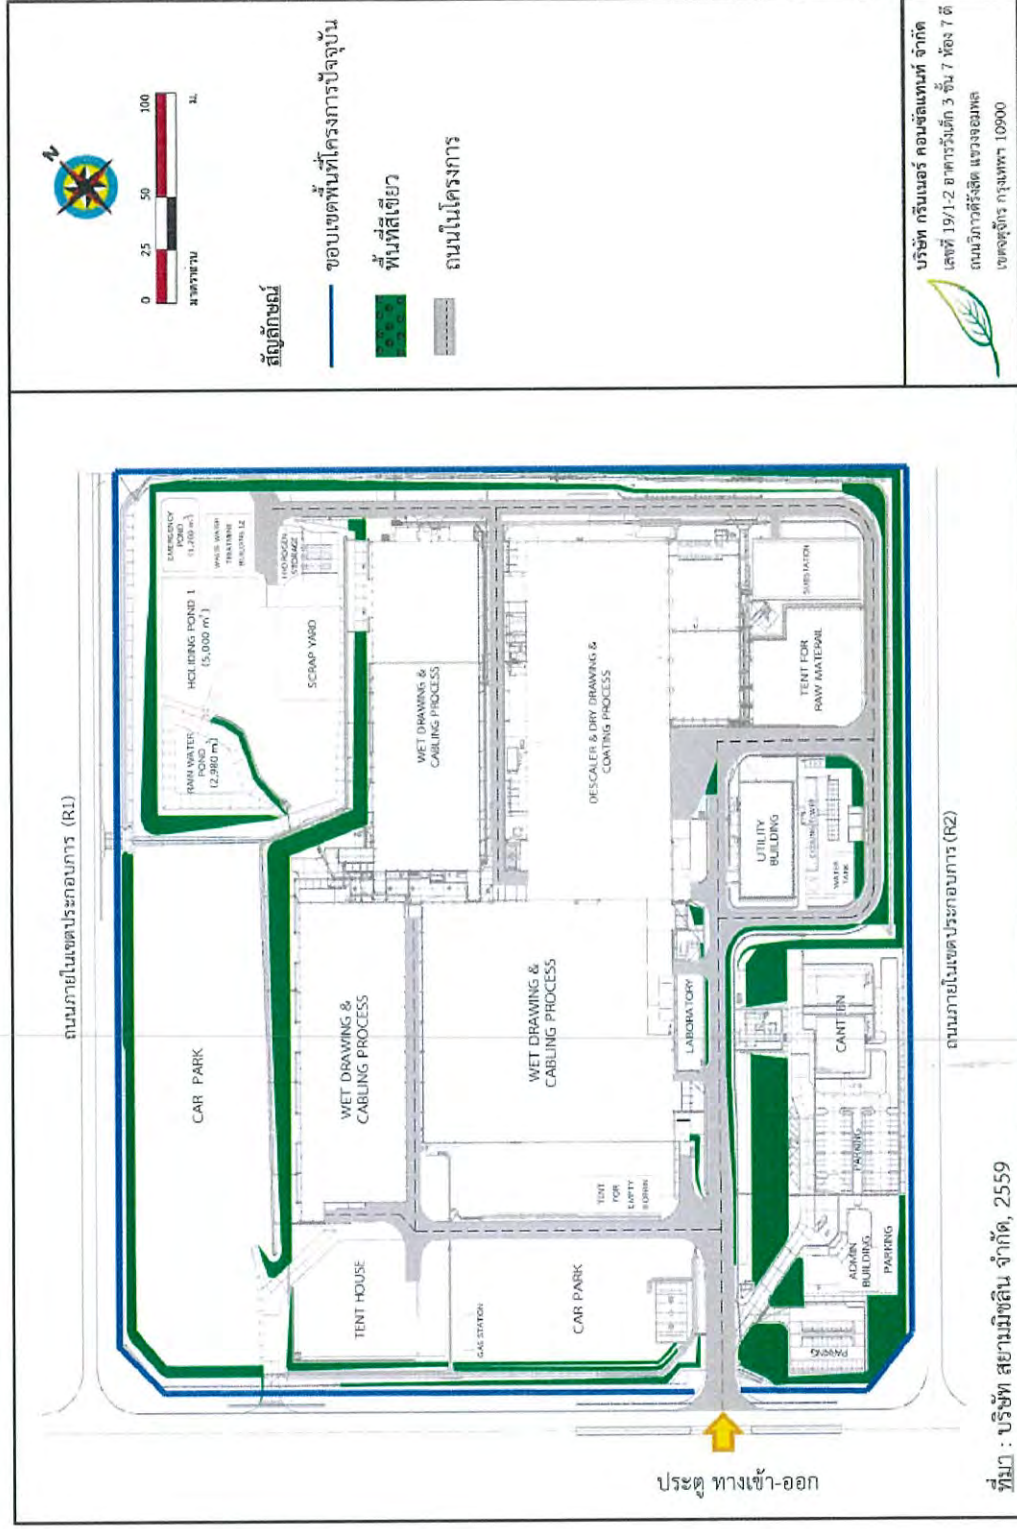 ถนนภายในเขตประกอบการ (R1)
CAR PARK
RAIN WATER
POND
(2,980 m³)
HOLIDING POND 1
(5,000 m³)
EMERGENCY
POND
(1,200 m³)
WASTE WATER
TREATMENT
BUILDING 12
HYDROGEN
STORAGE
SCRAP YARD
TENT HOUSE
WET DRAWING &
CABLING PROCESS
WET DRAWING &
CABLING PROCESS
GAS STATION
CAR PARK
TENT
FOR
EMPTY
BOBBIN
WET DRAWING &
CABLING PROCESS
DESCALER & DRY DRAWING &
COATING PROCESS
LABORATORY
UTILITY
BUILDING
COOLING TOWER
WATER
TANK
TENT FOR
RAW MATERAIL
SUBSTATION
PARKING
ADMIN
BUILDING
PARKING
PARKING
CANTEEN
ถนนภายในเขตประกอบการ (R2)
ประตู ทางเข้า-ออก
ที่มา : บริษัท สยามมิชลิน จำกัด, 2559
N
0 25 50 100
มาตราส่วน ม.
สัญลักษณ์
ขอบเขตพื้นที่โครงการปัจจุบัน
พื้นที่สีเขียว
ถนนในโครงการ
บริษัท กรีนเนอร์ คอนซัลแทนท์ จำกัด
เลขที่ 19/1-2 อาคารวังเด็ก 3 ชั้น 7 ห้อง 7 ดี
ถนนวิภาวดีรังสิต แขวงจอมพล
เขตจตุจักร กรุงเทพฯ 10900